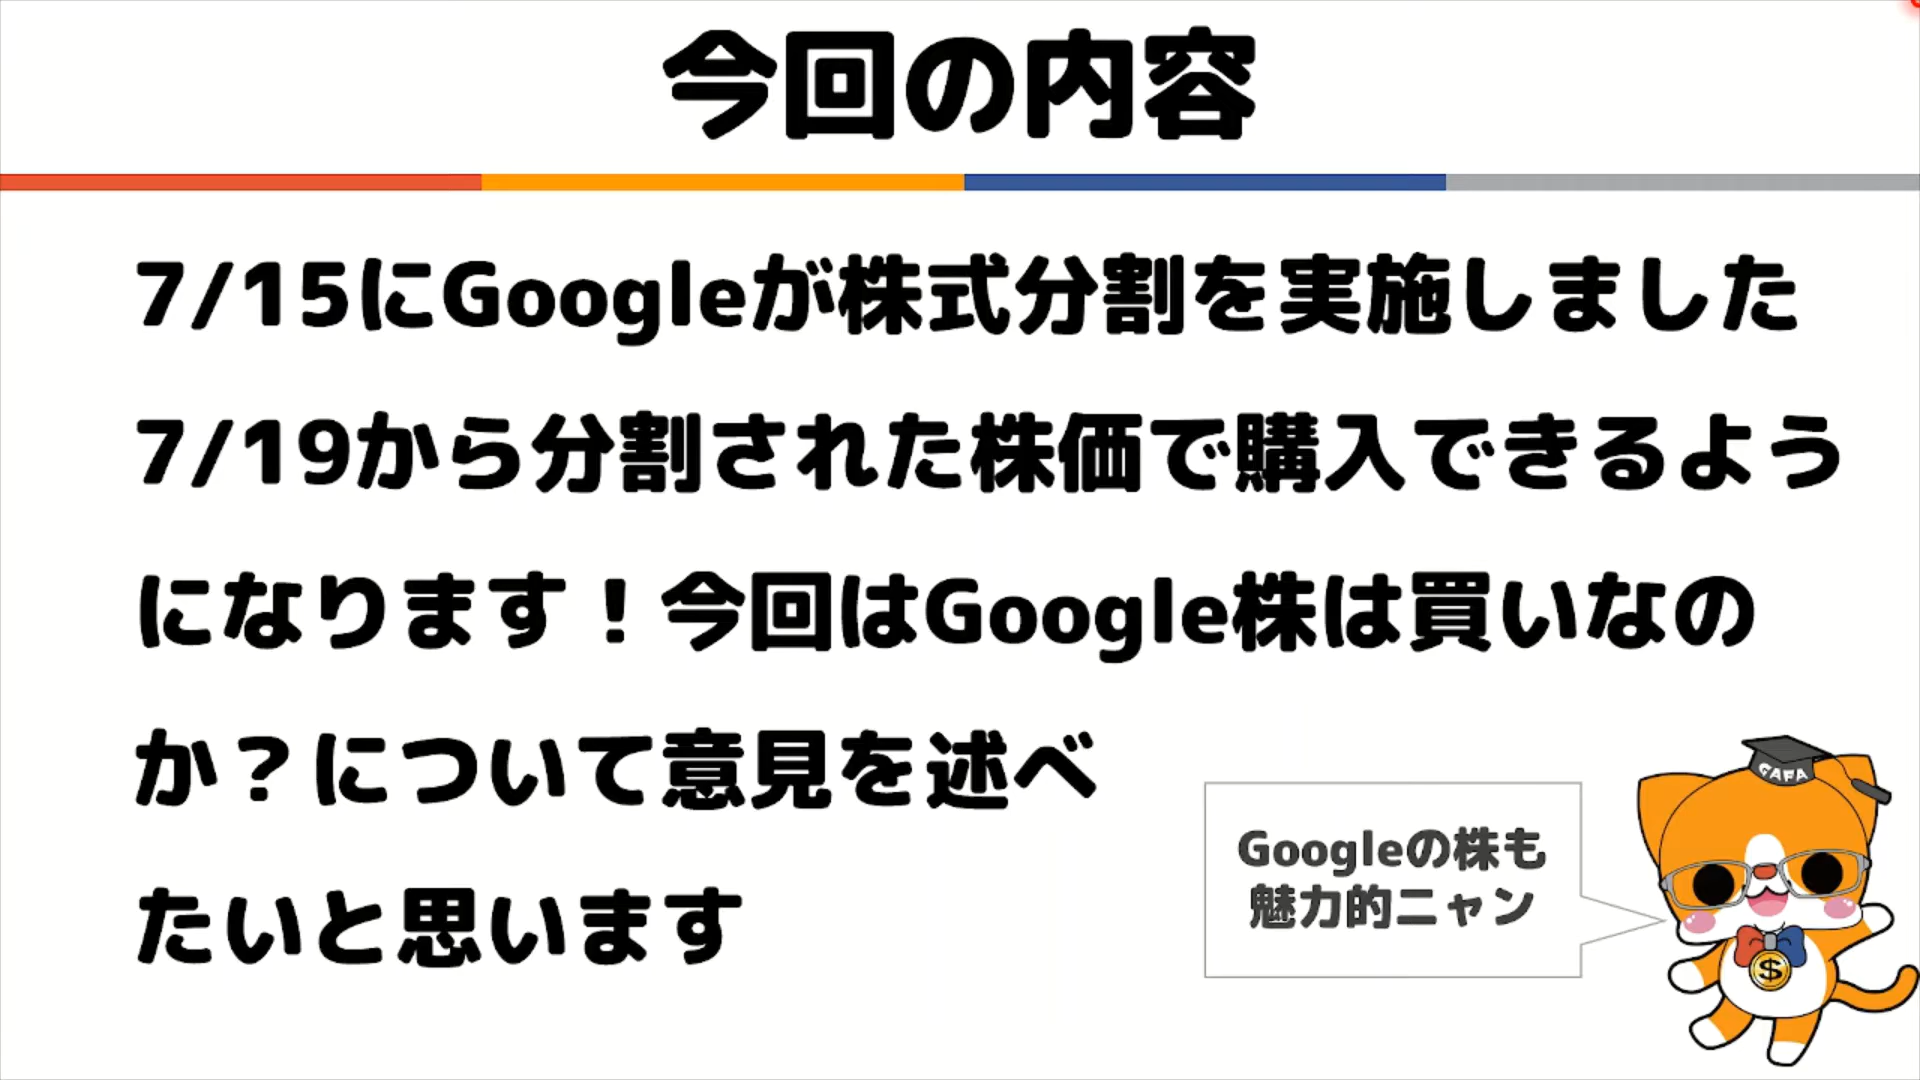 今回の内容
7/15にGoogleが株式分割を実施しました
7/19から分割された株価で購入できるよう
になります！今回はGoogle株は買いなの
か？について意見を述べ
たいと思います
Googleの株も
魅力的ニャン
GAFA
$